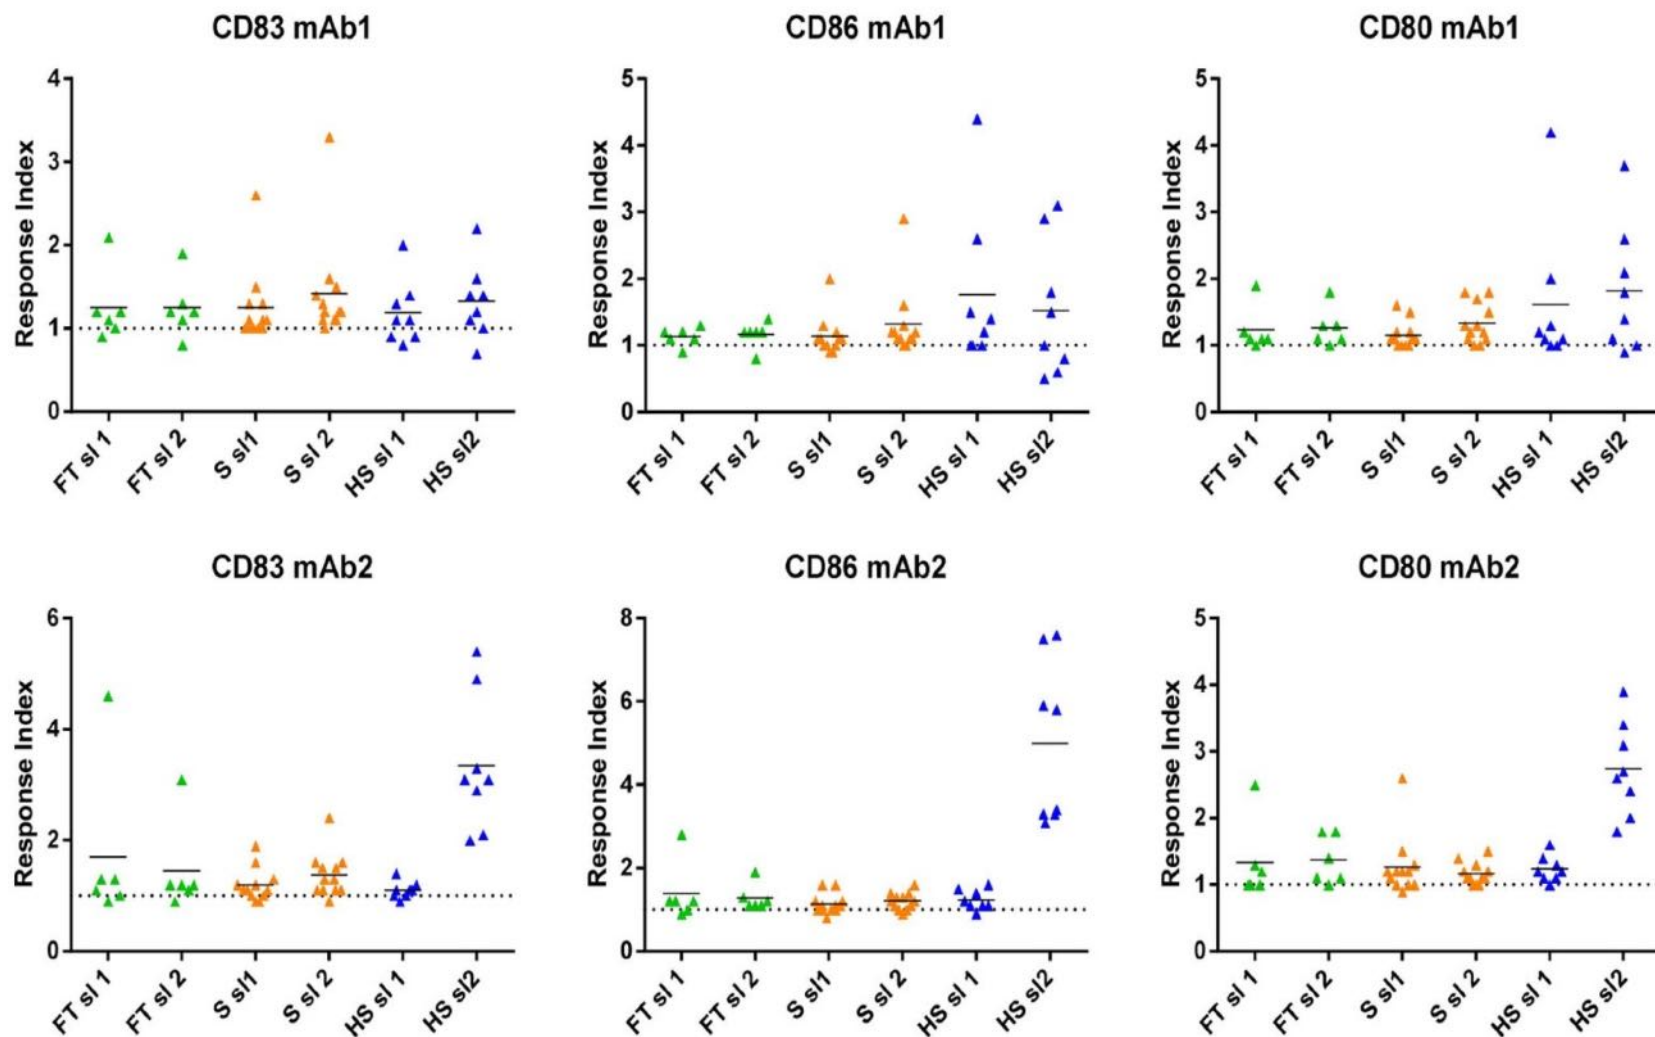 CD83 mAb1
CD86 mAb1
CD80 mAb1
Response Index
4
3
2
1
0
FT sl 1
FT sl 2
S sl1
S sl 2
HS sl 1
HS sl2
Response Index
5
4
3
2
1
0
FT sl 1
FT sl 2
S sl1
S sl 2
HS sl 1
HS sl2
Response Index
5
4
3
2
1
0
FT sl 1
FT sl 2
S sl1
S sl 2
HS sl 1
HS sl2
CD83 mAb2
CD86 mAb2
CD80 mAb2
Response Index
6
4
2
0
FT sl 1
FT sl 2
S sl1
S sl 2
HS sl 1
HS sl2
Response Index
8
6
4
2
0
FT sl 1
FT sl 2
S sl1
S sl 2
HS sl 1
HS sl2
Response Index
5
4
3
2
1
0
FT sl 1
FT sl 2
S sl1
S sl 2
HS sl 1
HS sl2